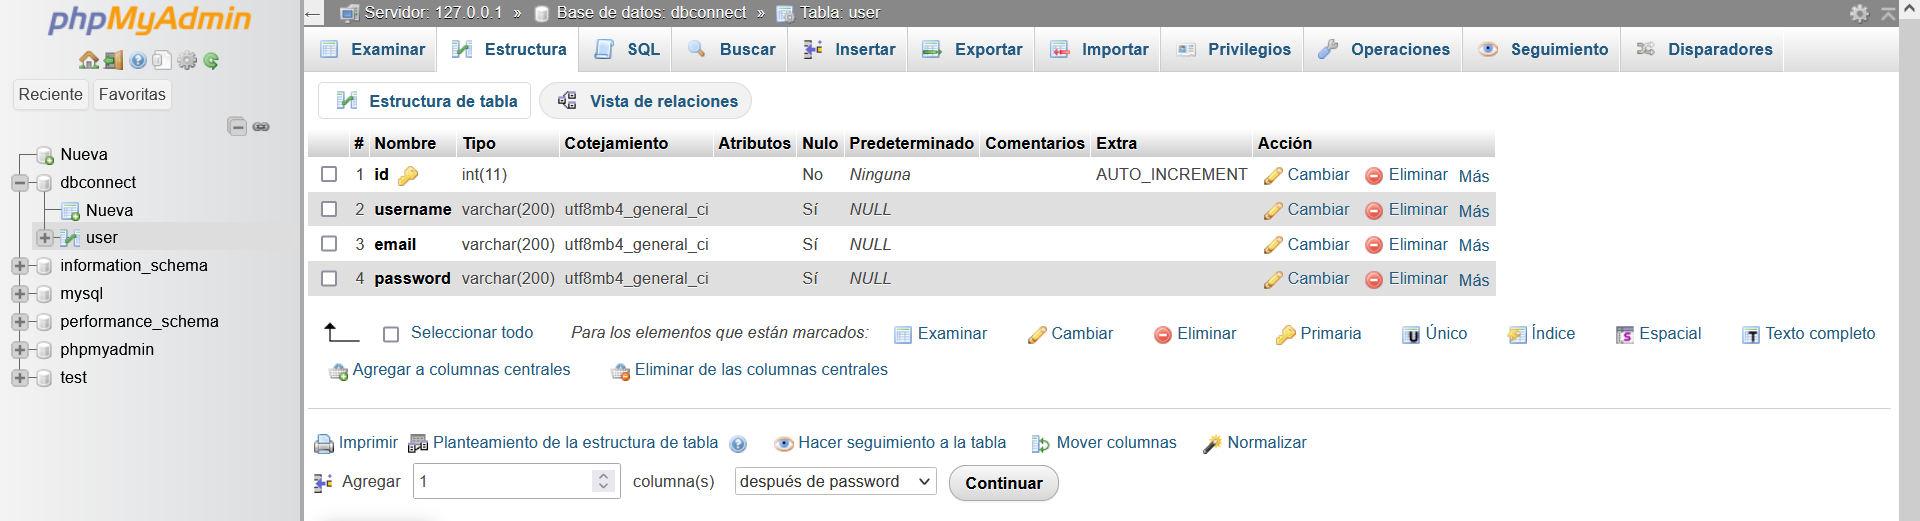 phpMyAdmin
Reciente Favoritas
Nueva
dbconnect
Nueva
user
information_schema
mysql
performance_schema
phpmyadmin
test
← Servidor: 127.0.0.1 » Base de datos: dbconnect » Tabla: user
Examinar Estructura SQL Buscar Insertar Exportar Importar Privilegios Operaciones Seguimiento Disparadores
Estructura de tabla Vista de relaciones
# Nombre Tipo Cotejamiento Atributos Nulo Predeterminado Comentarios Extra Acción
1 id int(11) No Ninguna AUTO_INCREMENT Cambiar Eliminar Más
2 username varchar(200) utf8mb4_general_ci Sí NULL Cambiar Eliminar Más
3 email varchar(200) utf8mb4_general_ci Sí NULL Cambiar Eliminar Más
4 password varchar(200) utf8mb4_general_ci Sí NULL Cambiar Eliminar Más
Seleccionar todo Para los elementos que están marcados: Examinar Cambiar Eliminar Primaria Único Índice Espacial Texto completo
Agregar a columnas centrales Eliminar de las columnas centrales
Imprimir Planteamiento de la estructura de tabla Hacer seguimiento a la tabla Mover columnas Normalizar
Agregar 1 columna(s) después de password Continuar